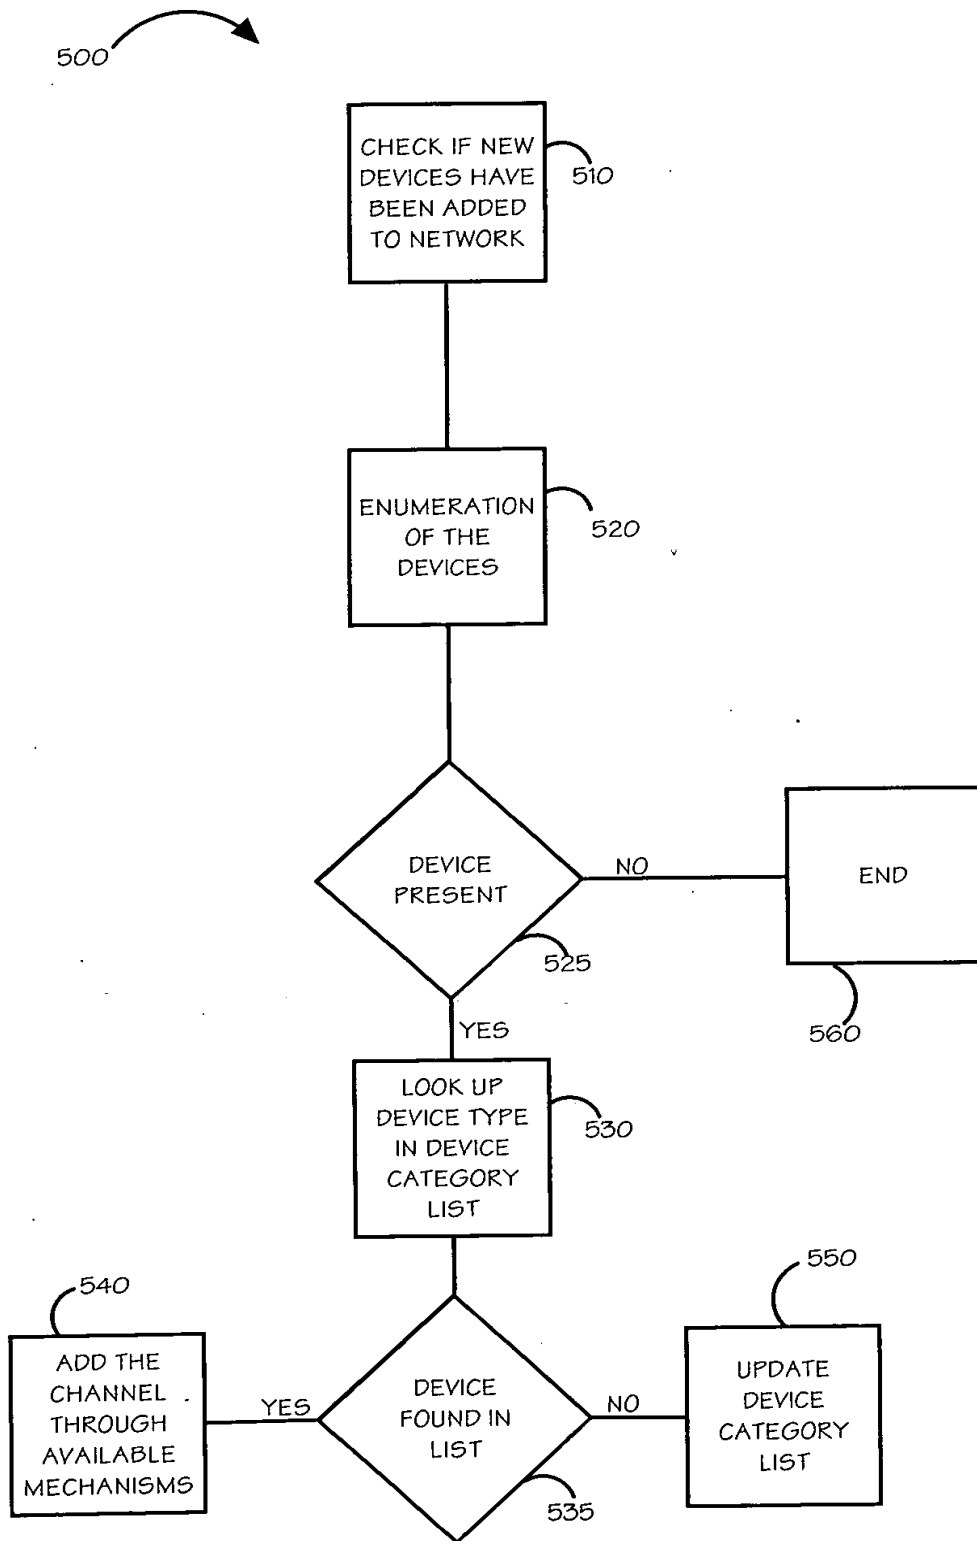 500
CHECK IF NEW
DEVICES HAVE
BEEN ADDED
TO NETWORK
510
ENUMERATION
OF THE
DEVICES
520
DEVICE
PRESENT
NO
END
525
560
YES
LOOK UP
DEVICE TYPE
IN DEVICE
CATEGORY
LIST
530
540
550
ADD THE
CHANNEL
THROUGH
AVAILABLE
MECHANISMS
YES
DEVICE
FOUND IN
LIST
NO
UPDATE
DEVICE
CATEGORY
LIST
535